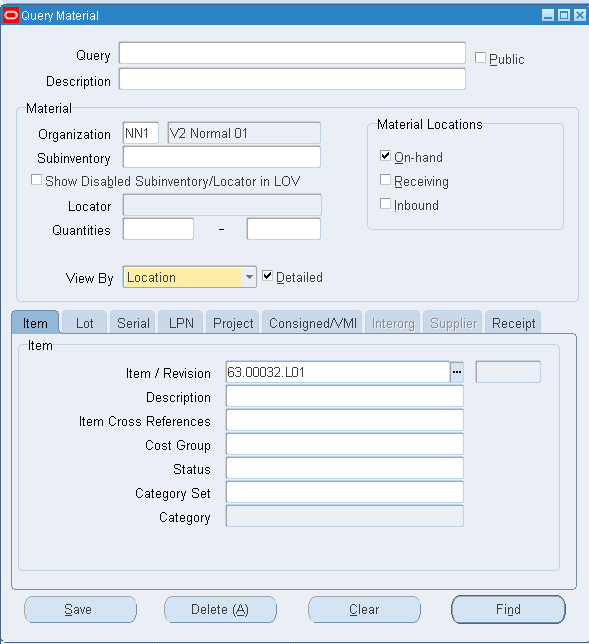 Query Material
Query
Public
Description
Material
Organization NN1 V2 Normal 01
Subinventory
Show Disabled Subinventory/Locator in LOV
Locator
Quantities -
View By Location Detailed
Material Locations
On-hand
Receiving
Inbound
Item Lot Serial LPN Project Consigned/VMI Interorg Supplier Receipt
Item
Item / Revision 63.00032.L01 ...
Description
Item Cross References
Cost Group
Status
Category Set
Category
Save Delete (A) Clear Find